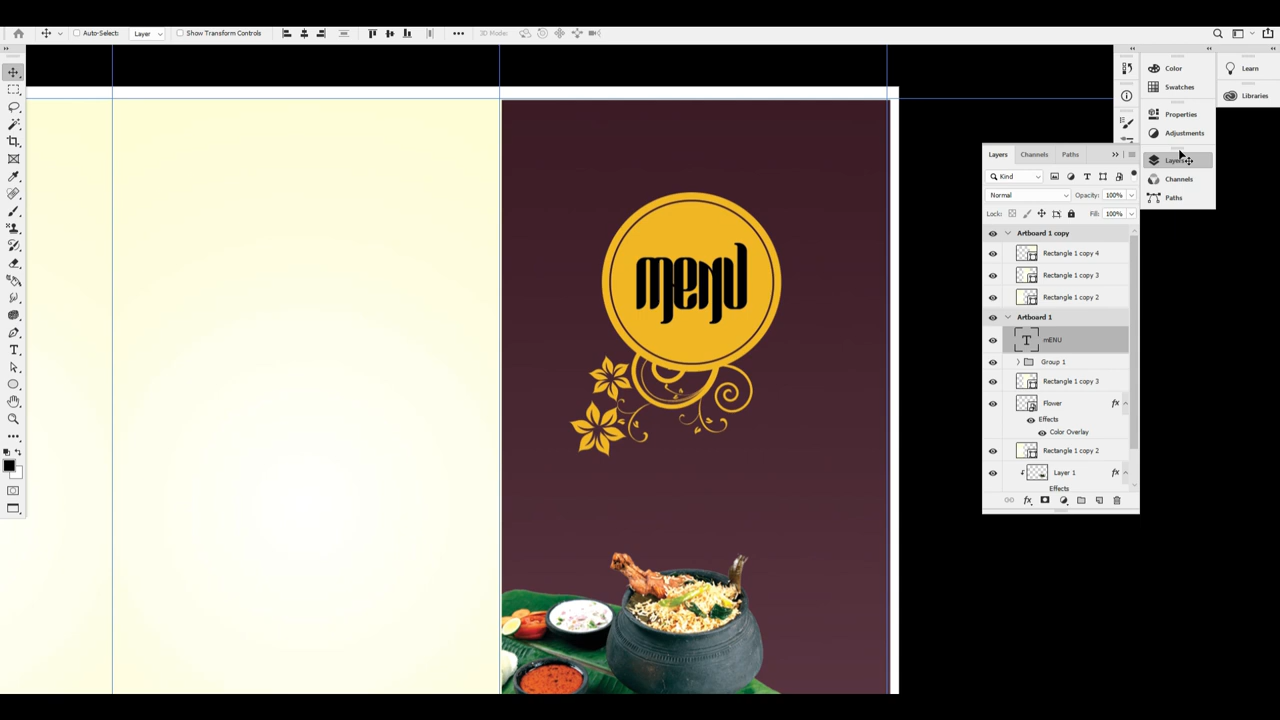 Auto-Select: Layer Show Transform Controls 3D Mode:
Color
Learn
Swatches
Libraries
Properties
Adjustments
Layers
Channels
Paths
Layers Channels Paths
Kind
Normal Opacity: 100%
Lock: Fill: 100%
Artboard 1 copy
Rectangle 1 copy 4
Rectangle 1 copy 3
Rectangle 1 copy 2
Artboard 1
T mENU
Group 1
Rectangle 1 copy 3
Flower fx
Effects
Color Overlay
Rectangle 1 copy 2
Layer 1 fx
Effects
fx
menU